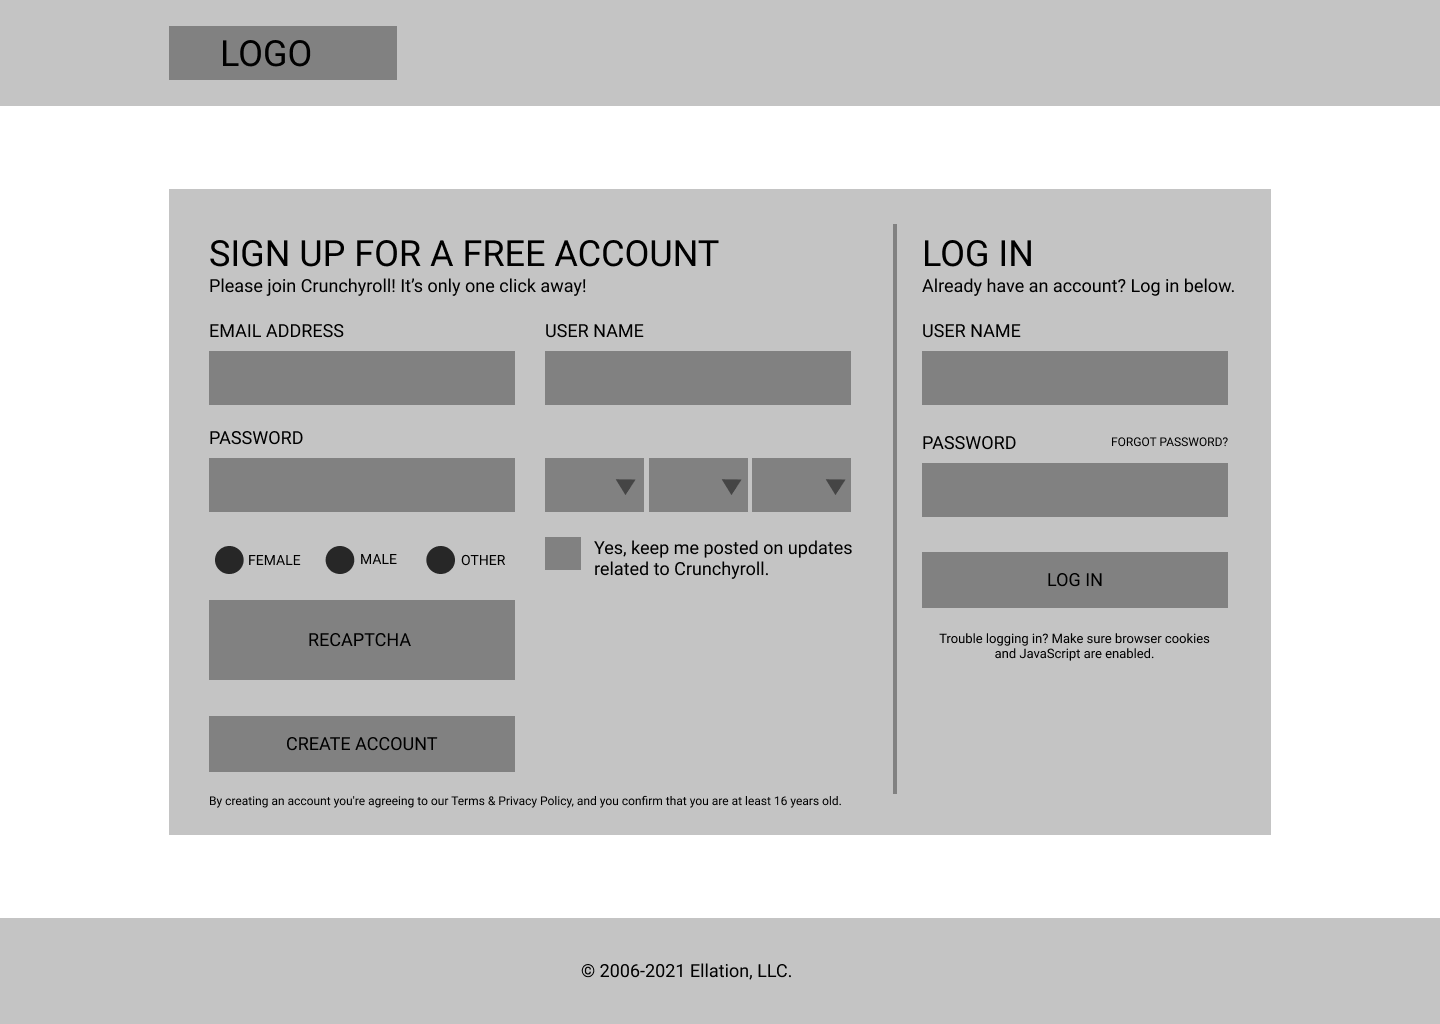 LOGO
SIGN UP FOR A FREE ACCOUNT
Please join Crunchyroll! It’s only one click away!
EMAIL ADDRESS
USER NAME
PASSWORD
FEMALE
MALE
OTHER
Yes, keep me posted on updates
related to Crunchyroll.
RECAPTCHA
CREATE ACCOUNT
By creating an account you're agreeing to our Terms & Privacy Policy, and you confirm that you are at least 16 years old.
LOG IN
Already have an account? Log in below.
USER NAME
PASSWORD
FORGOT PASSWORD?
LOG IN
Trouble logging in? Make sure browser cookies
and JavaScript are enabled.
© 2006-2021 Ellation, LLC.